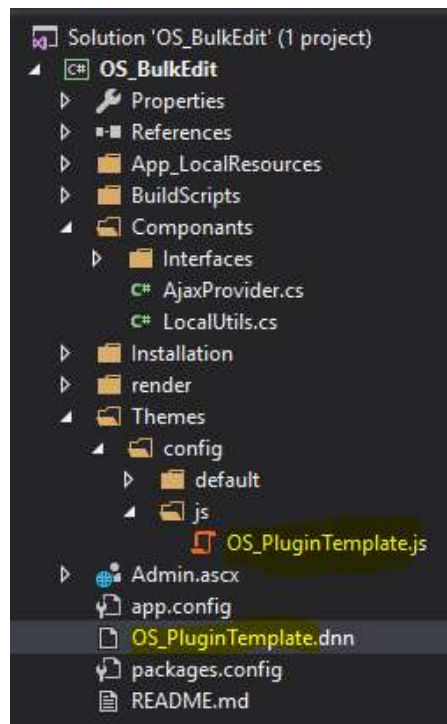 Solution 'OS_BulkEdit' (1 project)
C# OS_BulkEdit
Properties
References
App_LocalResources
BuildScripts
Componants
Interfaces
C# AjaxProvider.cs
C# LocalUtils.cs
Installation
render
Themes
config
default
js
OS_PluginTemplate.js
Admin.ascx
app.config
OS_PluginTemplate.dnn
packages.config
README.md